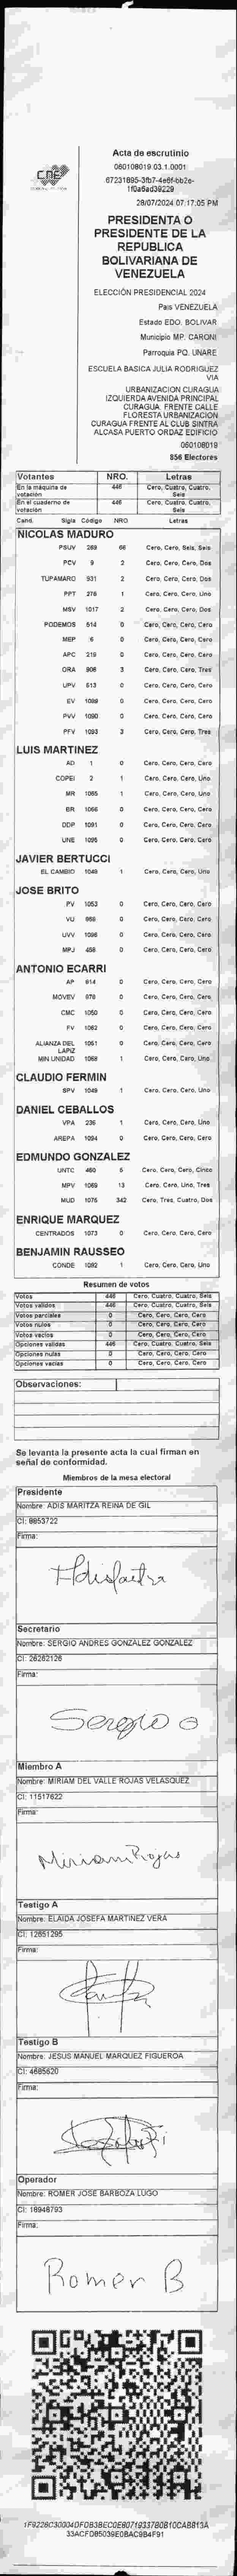 CNE
Acta de escrutinio
080108019.03.1.0001
28/07/2024 07:17:05 PM
PRESIDENTA O
PRESIDENTE DE LA
REPUBLICA
BOLIVARIANA DE
VENEZUELA
ELECCIÓN PRESIDENCIAL 2024
Pais VENEZUELA
Estado EDO. BOLIVAR
Municipio MP. CARONI
Parroquia PQ. UNARE
ESCUELA BASICA JULIA RODRIGUEZ
VIA
URBANIZACION CURAGUA
IZQUIERDA AVENIDA PRINCIPAL
CURAGUA. FRENTE CALLE
FLORESTA URBANIZACION
CURAGUA FRENTE AL CLUB SINTRA
ALCASA PUERTO ORDAZ EDIFICIO
060108019
856 Electores
Votantes NRO. Letras
En la máquina de votación 446 Cero, Cuatro, Cuatro, Seis
En el cuaderno de votación 446 Cero, Cuatro, Cuatro, Seis
Cand. Sigla Código NRO Letras
NICOLAS MADURO
PSUV 269 66 Cero, Cero, Seis, Seis
PCV 9 2 Cero, Cero, Cero, Dos
TUPAMARO 931 2 Cero, Cero, Cero, Dos
PPT 276 1 Cero, Cero, Cero, Uno
MSV 1017 2 Cero, Cero, Cero, Dos
PODEMOS 514 0 Cero, Cero, Cero, Cero
MEP 6 0 Cero, Cero, Cero, Cero
APC 219 0 Cero, Cero, Cero, Cero
ORA 906 3 Cero, Cero, Cero, Tres
UPV 613 0 Cero, Cero, Cero, Cero
EV 1089 0 Cero, Cero, Cero, Cero
PVV 1090 0 Cero, Cero, Cero, Cero
PFV 1093 3 Cero, Cero, Cero, Tres
LUIS MARTINEZ
AD 1 0 Cero, Cero, Cero, Cero
COPEI 2 1 Cero, Cero, Cero, Uno
MR 1065 1 Cero, Cero, Cero, Uno
BR 1066 0 Cero, Cero, Cero, Cero
DDP 1091 0 Cero, Cero, Cero, Cero
UNE 1095 0 Cero, Cero, Cero, Cero
JAVIER BERTUCCI
EL CAMBIO 1049 1 Cero, Cero, Cero, Uno
JOSE BRITO
PV 1053 0 Cero, Cero, Cero, Cero
VU 0 Cero, Cero, Cero, Cero
UVV 1096 0 Cero, Cero, Cero, Cero
MPJ 458 0 Cero, Cero, Cero, Cero
ANTONIO ECARRI
AP 914 0 Cero, Cero, Cero, Cero
MOVEV 979 0 Cero, Cero, Cero, Cero
CMC 1050 0 Cero, Cero, Cero, Cero
FV 1062 0 Cero, Cero, Cero, Cero
ALIANZA DEL LAPIZ 1051 0 Cero, Cero, Cero, Cero
MIN UNIDAD 1068 1 Cero, Cero, Cero, Uno
CLAUDIO FERMIN
SPV 1048 1 Cero, Cero, Cero, Uno
DANIEL CEBALLOS
VPA 236 1 Cero, Cero, Cero, Uno
AREPA 1094 0 Cero, Cero, Cero, Cero
EDMUNDO GONZALEZ
UNTC 460 5 Cero, Cero, Cero, Cinco
MPV 1069 13 Cero, Cero, Uno, Tres
MUD 1075 342 Cero, Tres, Cuatro, Dos
ENRIQUE MARQUEZ
CENTRADOS 1073 0 Cero, Cero, Cero, Cero
BENJAMIN RAUSSEO
CONDE 1092 1 Cero, Cero, Cero, Uno
Resumen de votos
Votos 446 Cero, Cuatro, Cuatro, Seis
Votos validos 446 Cero, Cuatro, Cuatro, Seis
Votos parciales 0 Cero, Cero, Cero, Cero
Votos nulos 0 Cero, Cero, Cero, Cero
Votos vacios 0 Cero, Cero, Cero, Cero
Opciones validas 446 Cero, Cuatro, Cuatro, Seis
Opciones nulas 0 Cero, Cero, Cero, Cero
Opciones vacias 0 Cero, Cero, Cero, Cero
Observaciones:
Se levanta la presente acta la cual firman en
señal de conformidad.
Miembros de la mesa electoral
Presidente
Nombre: ADIS MARITZA REINA DE GIL
CI: 8853722
Firma:
Secretario
Nombre: SERGIO ANDRES GONZALEZ GONZALEZ
CI: 26262126
Firma:
Sergio G
Miembro A
Nombre: MIRIAM DEL VALLE ROJAS VELASQUEZ
CI: 11517622
Firma:
Miriam Rojas
Testigo A
Nombre: ELAIDA JOSEFA MARTINEZ VERA
CI: 12651295
Firma:
Testigo B
Nombre: JESUS MANUEL MARQUEZ FIGUEROA
CI: 4685620
Firma:
Operador
Nombre: ROMER JOSE BARBOZA LUGO
CI: 18946793
Firma:
Romer B